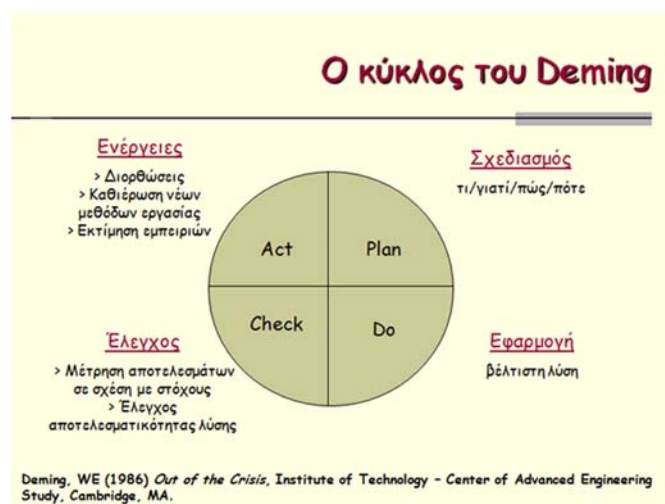 Ο κύκλος του Deming
Ενέργειες
> Διορθώσεις
> Καθιέρωση νέων
μεθόδων εργασίας
> Εκτίμηση εμπειριών
Σχεδιασμός
τι/γιατί/πώς/πότε
Act
Plan
Check
Do
Έλεγχος
> Μέτρηση αποτελεσμάτων
σε σχέση με στόχους
> Έλεγχος
αποτελεσματικότητας λύσης
Εφαρμογή
βέλτιστη λύση
Deming, WE (1986) Out of the Crisis, Institute of Technology – Center of Advanced Engineering
Study, Cambridge, MA.